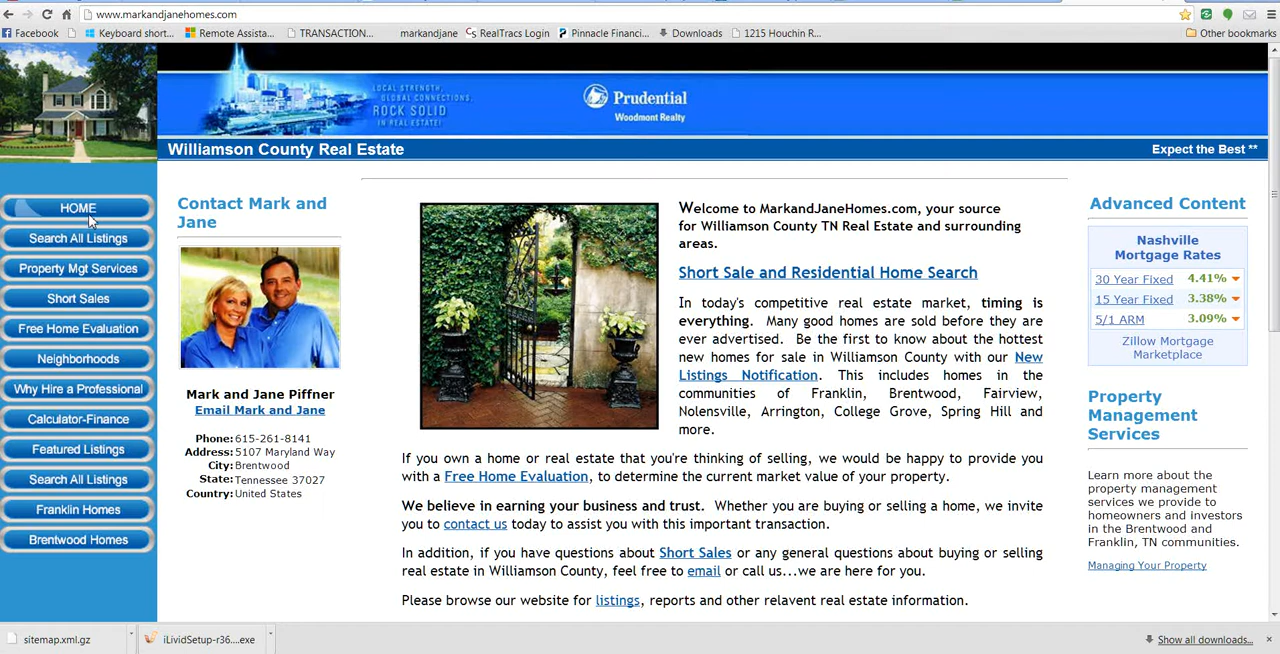 www.markandjanehomes.com
Facebook
Keyboard short...
Remote Assista...
TRANSACTION...
markandjane
RealTracs Login
Pinnacle Financi...
Downloads
1215 Houchin R...
Other bookmarks
LOCAL STRENGTH,
GLOBAL CONNECTIONS.
ROCK SOLID
IN REAL ESTATE!
Prudential
Woodmont Realty
Williamson County Real Estate
Expect the Best **
HOME
Search All Listings
Property Mgt Services
Short Sales
Free Home Evaluation
Neighborhoods
Why Hire a Professional
Calculator-Finance
Featured Listings
Search All Listings
Franklin Homes
Brentwood Homes
Contact Mark and
Jane
Mark and Jane Piffner
Email Mark and Jane
Phone: 615-261-8141
Address: 5107 Maryland Way
City: Brentwood
State: Tennessee 37027
Country: United States
Welcome to MarkandJaneHomes.com, your source
for Williamson County TN Real Estate and surrounding
areas.
Short Sale and Residential Home Search
In today's competitive real estate market, timing is
everything. Many good homes are sold before they are
ever advertised. Be the first to know about the hottest
new homes for sale in Williamson County with our New
Listings Notification. This includes homes in the
communities of Franklin, Brentwood, Fairview,
Nolensville, Arrington, College Grove, Spring Hill and
more.
If you own a home or real estate that you're thinking of selling, we would be happy to provide you
with a Free Home Evaluation, to determine the current market value of your property.
We believe in earning your business and trust. Whether you are buying or selling a home, we invite
you to contact us today to assist you with this important transaction.
In addition, if you have questions about Short Sales or any general questions about buying or selling
real estate in Williamson County, feel free to email or call us...we are here for you.
Please browse our website for listings, reports and other relavent real estate information.
Advanced Content
Nashville
Mortgage Rates
30 Year Fixed 4.41%
15 Year Fixed 3.38%
5/1 ARM 3.09%
Zillow Mortgage
Marketplace
Property
Management
Services
Learn more about the
property management
services we provide to
homeowners and investors
in the Brentwood and
Franklin, TN communities.
Managing Your Property
sitemap.xml.gz
iLividSetup-r36....exe
Show all downloads...